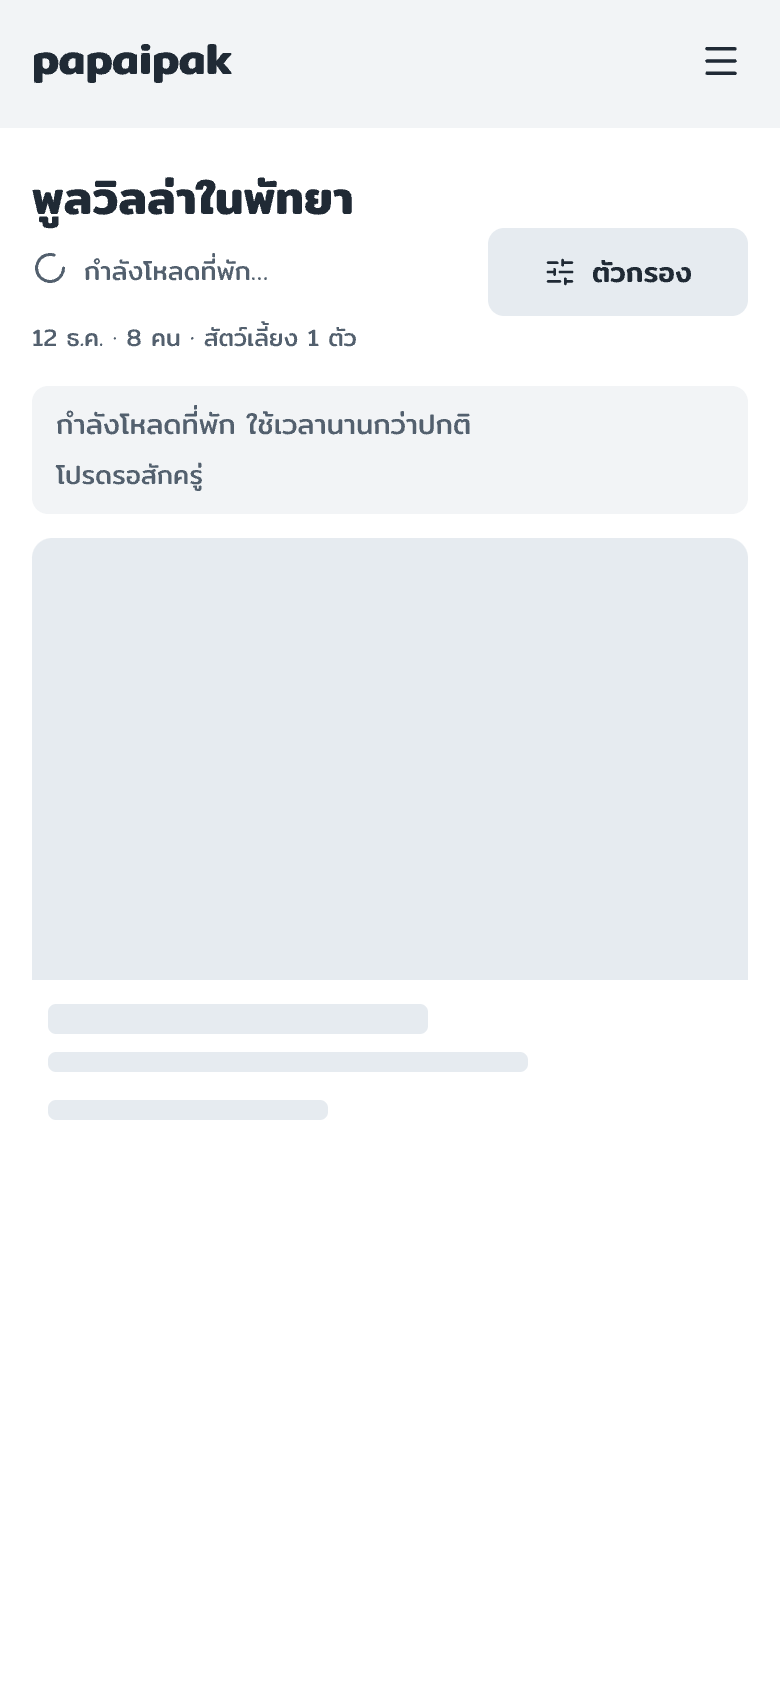 papaipak
พูลวิลล่าในพัทยา
กำลังโหลดที่พัก...
ตัวกรอง
12 ธ.ค. · 8 คน · สัตว์เลี้ยง 1 ตัว
กำลังโหลดที่พัก ใช้เวลานานกว่าปกติ
โปรดรอสักครู่